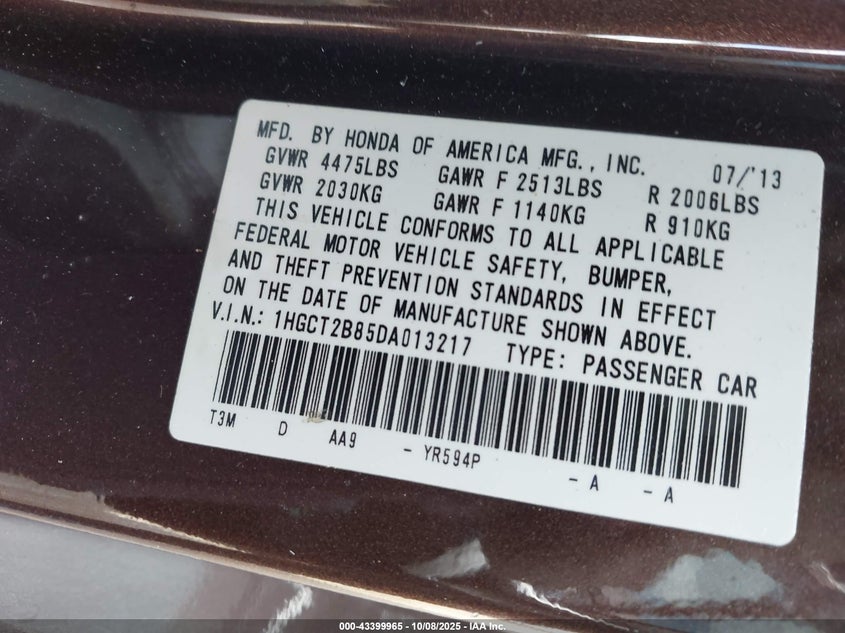 MFD. BY HONDA OF AMERICA MFG., INC. 07/'13
GVWR 4475LBS GAWR F 2513LBS R 2006LBS
GVWR 2030KG GAWR F 1140KG R 910KG
THIS VEHICLE CONFORMS TO ALL APPLICABLE
FEDERAL MOTOR VEHICLE SAFETY, BUMPER,
AND THEFT PREVENTION STANDARDS IN EFFECT
ON THE DATE OF MANUFACTURE SHOWN ABOVE.
V.I.N.: 1HGCT2B85DA013217 TYPE: PASSENGER CAR
T3M D AA9 - YR594P - A - A
000-43399965 - 10/08/2025 - IAA Inc.